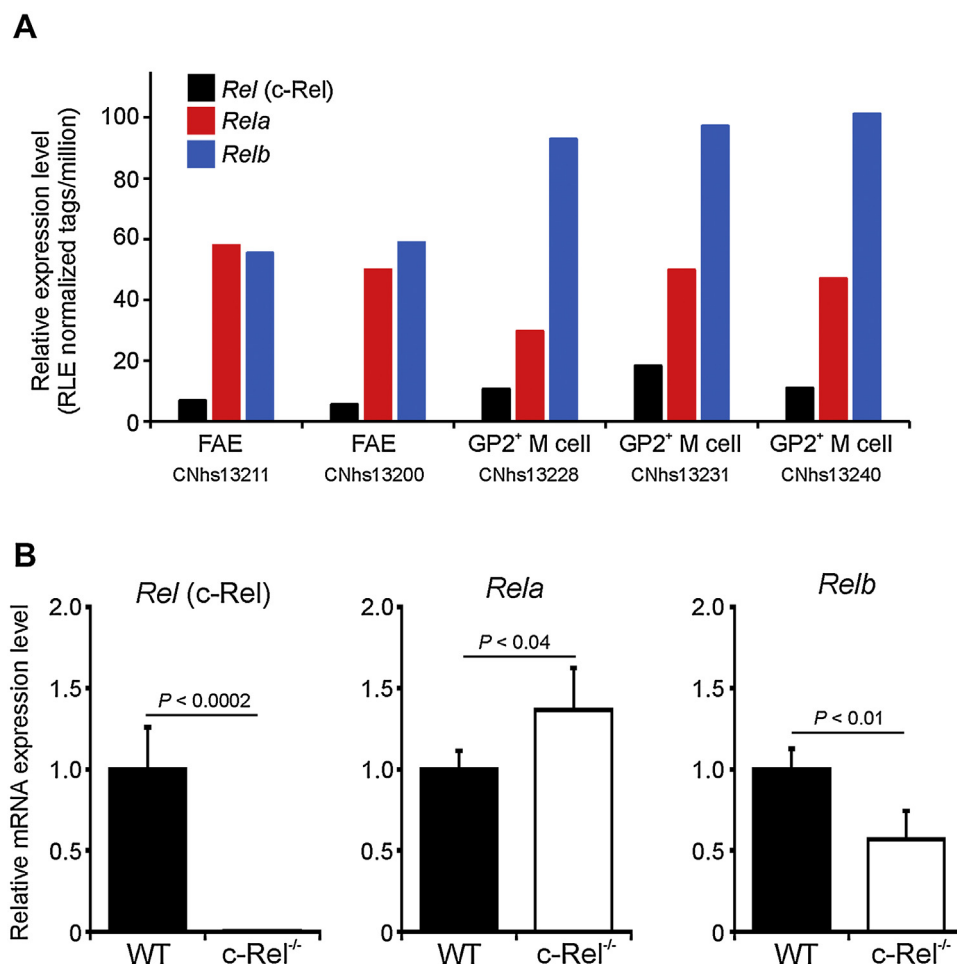 A
Relative expression level
(RLE normalized tags/million)
Rel (c-Rel)
Rela
Relb
100
80
60
40
20
0
FAE FAE GP2⁺ M cell GP2⁺ M cell GP2⁺ M cell
CNhs13211 CNhs13200 CNhs13228 CNhs13231 CNhs13240
B
Relative mRNA expression level
Rel (c-Rel)
2.0
1.5
1.0
0.5
0
P < 0.0002
WT c-Rel⁻/⁻
Rela
2.0
1.5
1.0
0.5
0
P < 0.04
WT c-Rel⁻/⁻
Relb
2.0
1.5
1.0
0.5
0
P < 0.01
WT c-Rel⁻/⁻